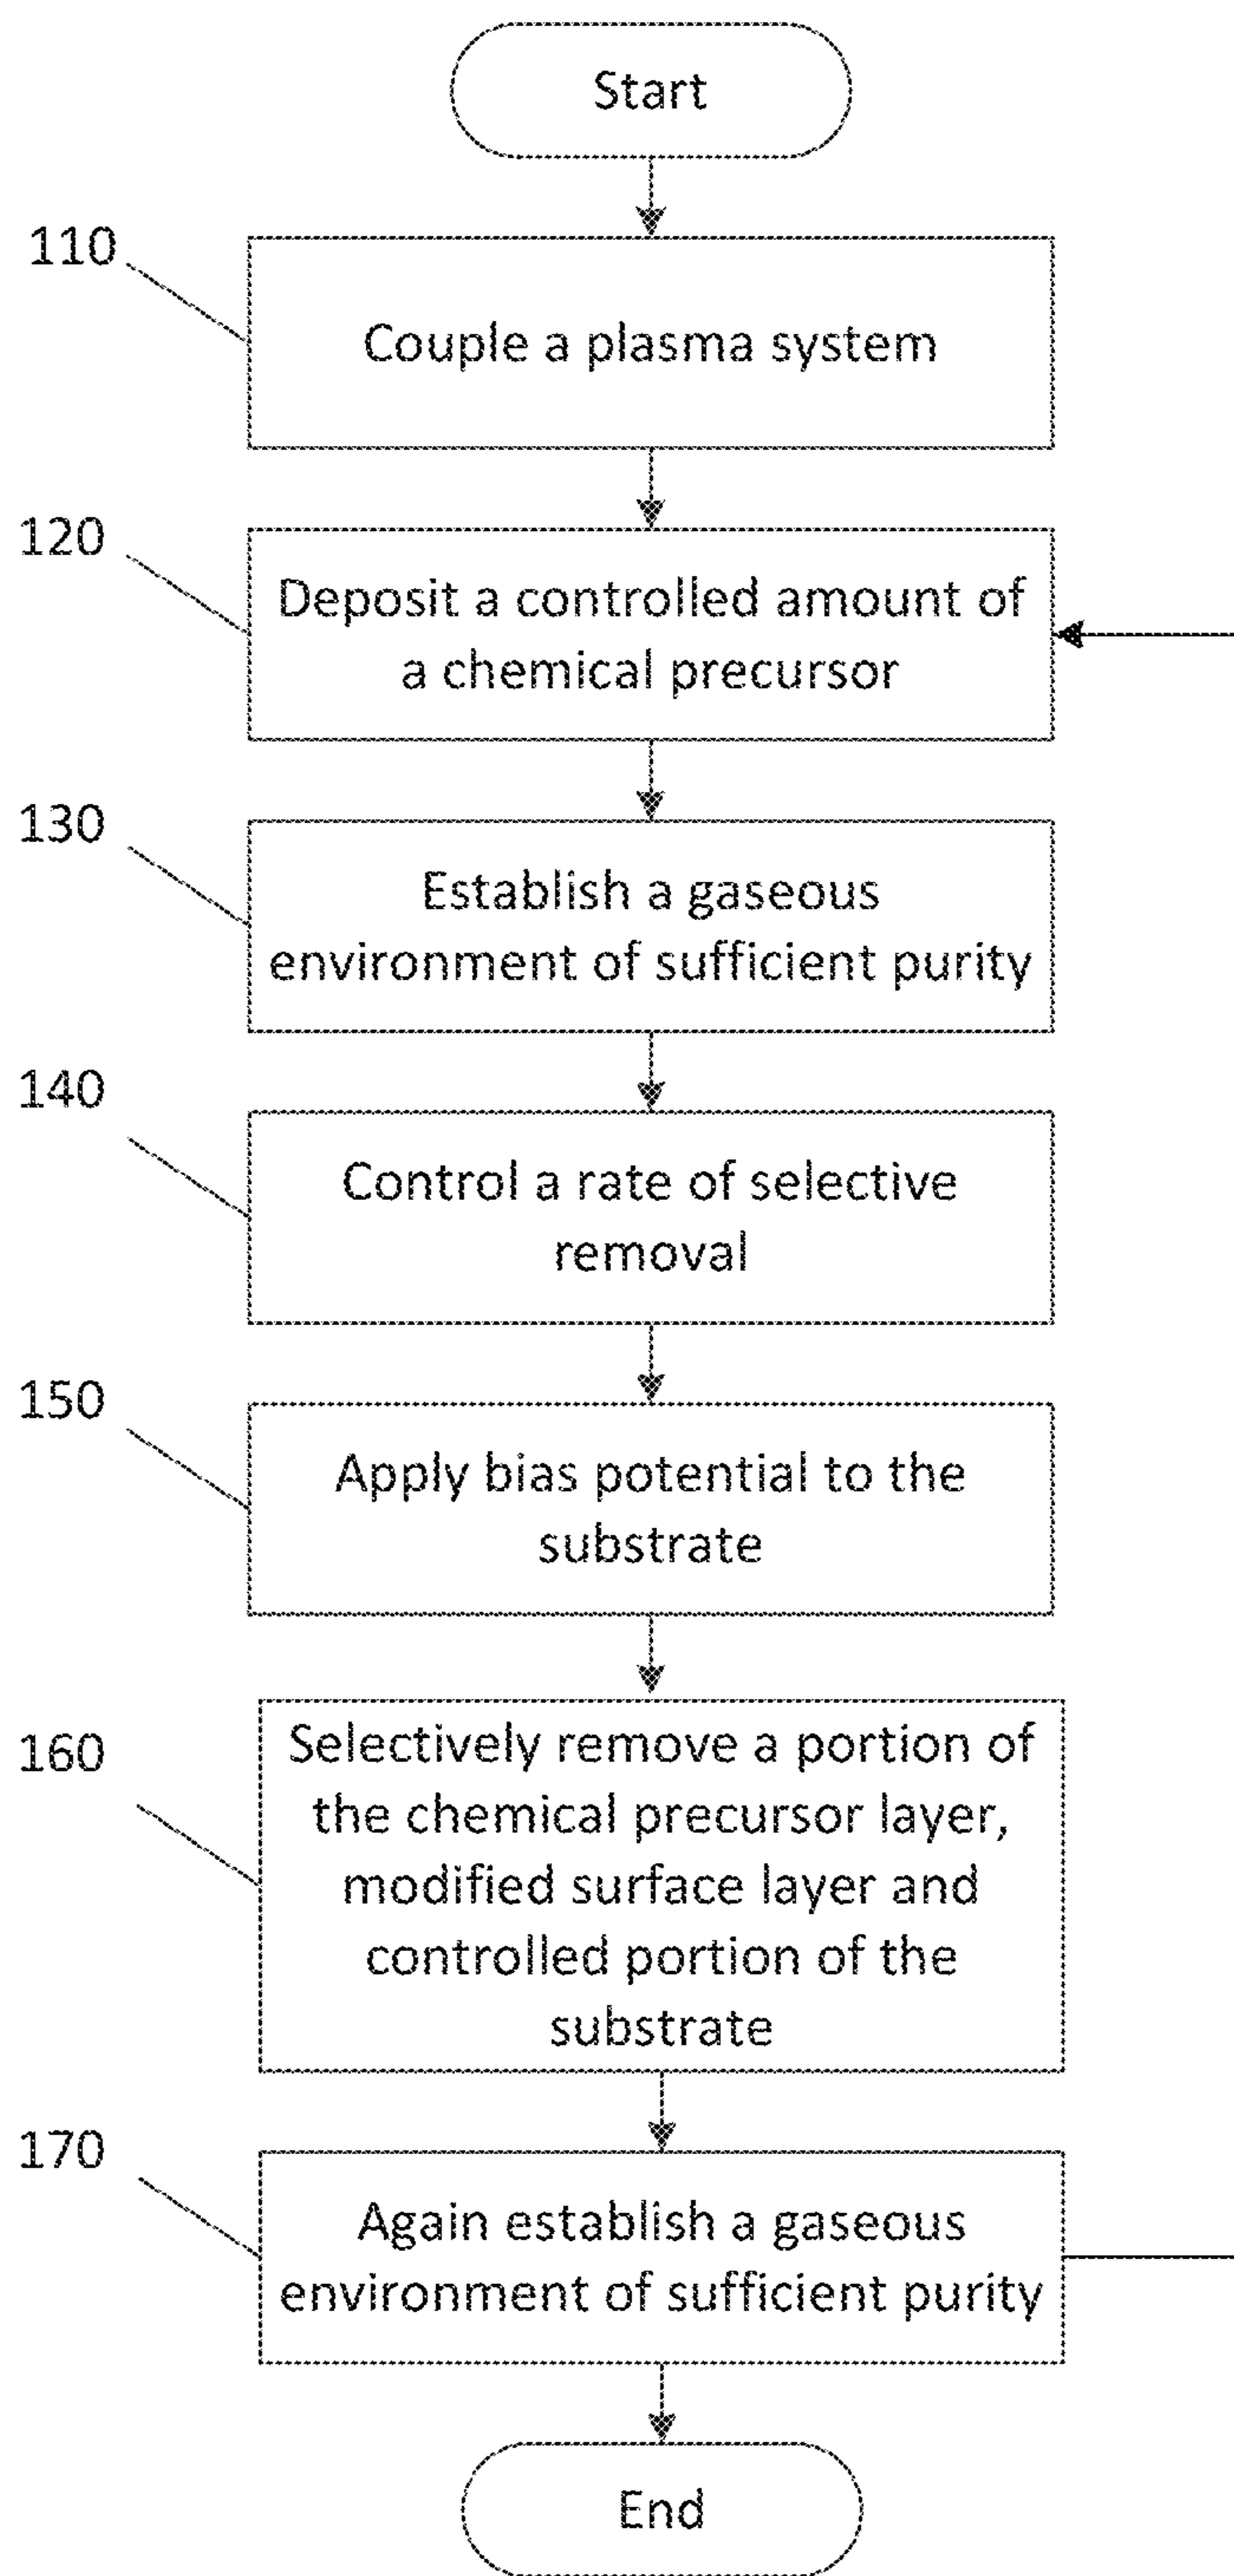 Start
110
Couple a plasma system
120
Deposit a controlled amount of
a chemical precursor
130
Establish a gaseous
environment of sufficient purity
140
Control a rate of selective
removal
150
Apply bias potential to the
substrate
160
Selectively remove a portion of
the chemical precursor layer,
modified surface layer and
controlled portion of the
substrate
170
Again establish a gaseous
environment of sufficient purity
End